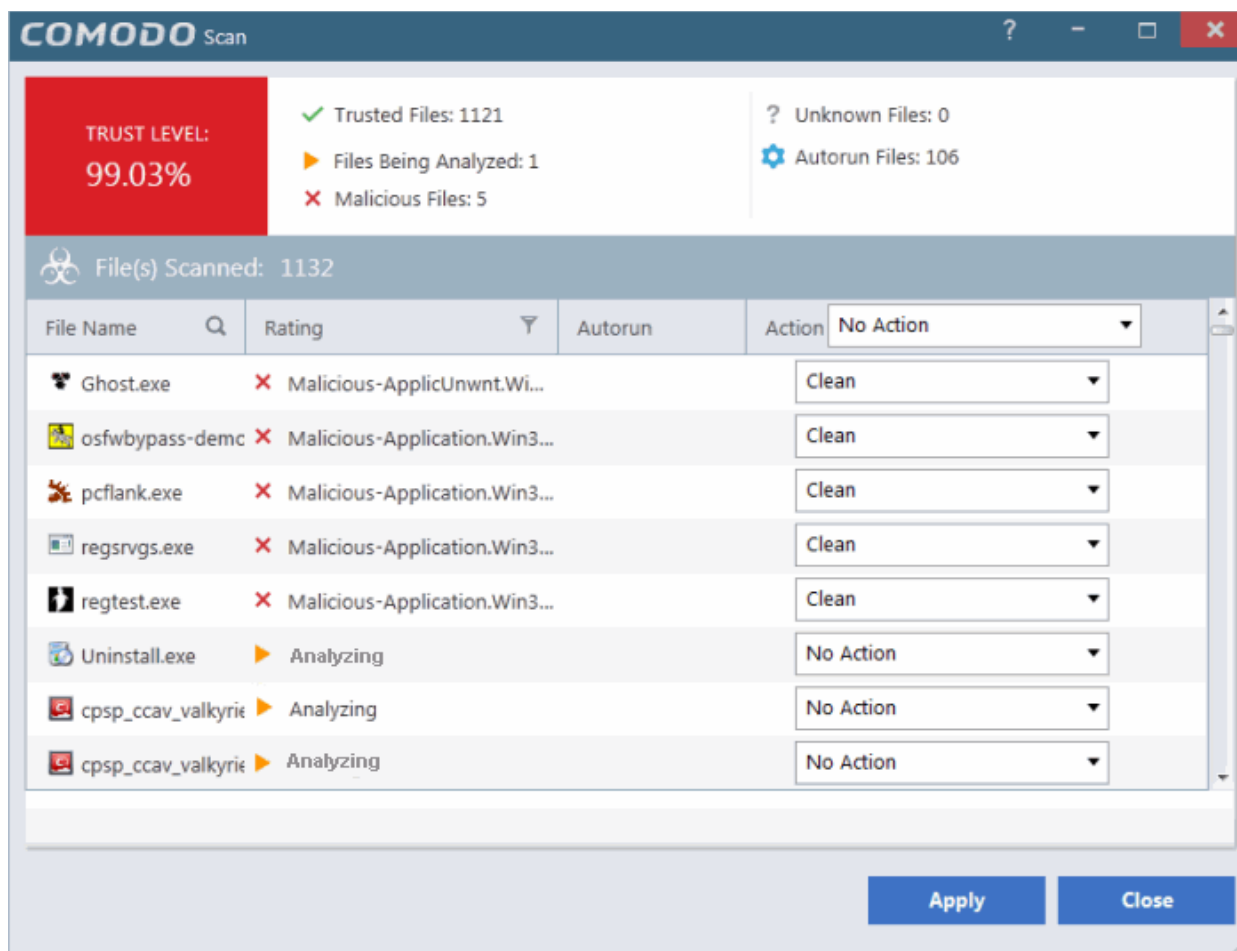 COMODO Scan
TRUST LEVEL:
99.03%
Trusted Files: 1121
Files Being Analyzed: 1
Malicious Files: 5
Unknown Files: 0
Autorun Files: 106
File(s) Scanned: 1132
File Name Rating Autorun Action No Action
Ghost.exe Malicious-ApplicUnwnt.Wi... Clean
osfwbypass-demo Malicious-Application.Win3... Clean
pcflank.exe Malicious-Application.Win3... Clean
regsrvgs.exe Malicious-Application.Win3... Clean
regtest.exe Malicious-Application.Win3... Clean
Uninstall.exe Analyzing No Action
cpsp_ccav_valkyrie Analyzing No Action
cpsp_ccav_valkyrie Analyzing No Action
Apply Close